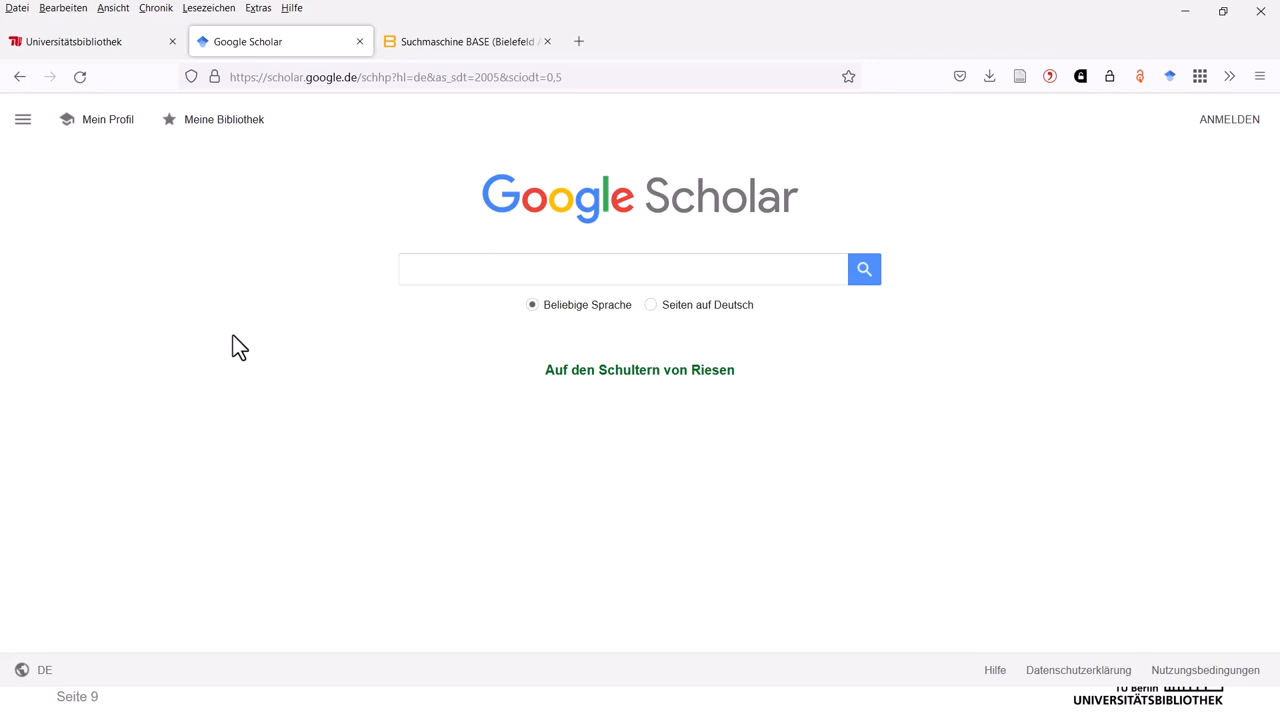 Datei Bearbeiten Ansicht Chronik Lesezeichen Extras Hilfe
Universitätsbibliothek Google Scholar Suchmaschine BASE (Bielefeld /
https://scholar.google.de/schhp?hl=de&as_sdt=2005&sciodt=0,5
Mein Profil Meine Bibliothek ANMELDEN
Google Scholar
Beliebige Sprache Seiten auf Deutsch
Auf den Schultern von Riesen
DE Hilfe Datenschutzerklärung Nutzungsbedingungen
Seite 9
TU Berlin
UNIVERSITÄTSBIBLIOTHEK